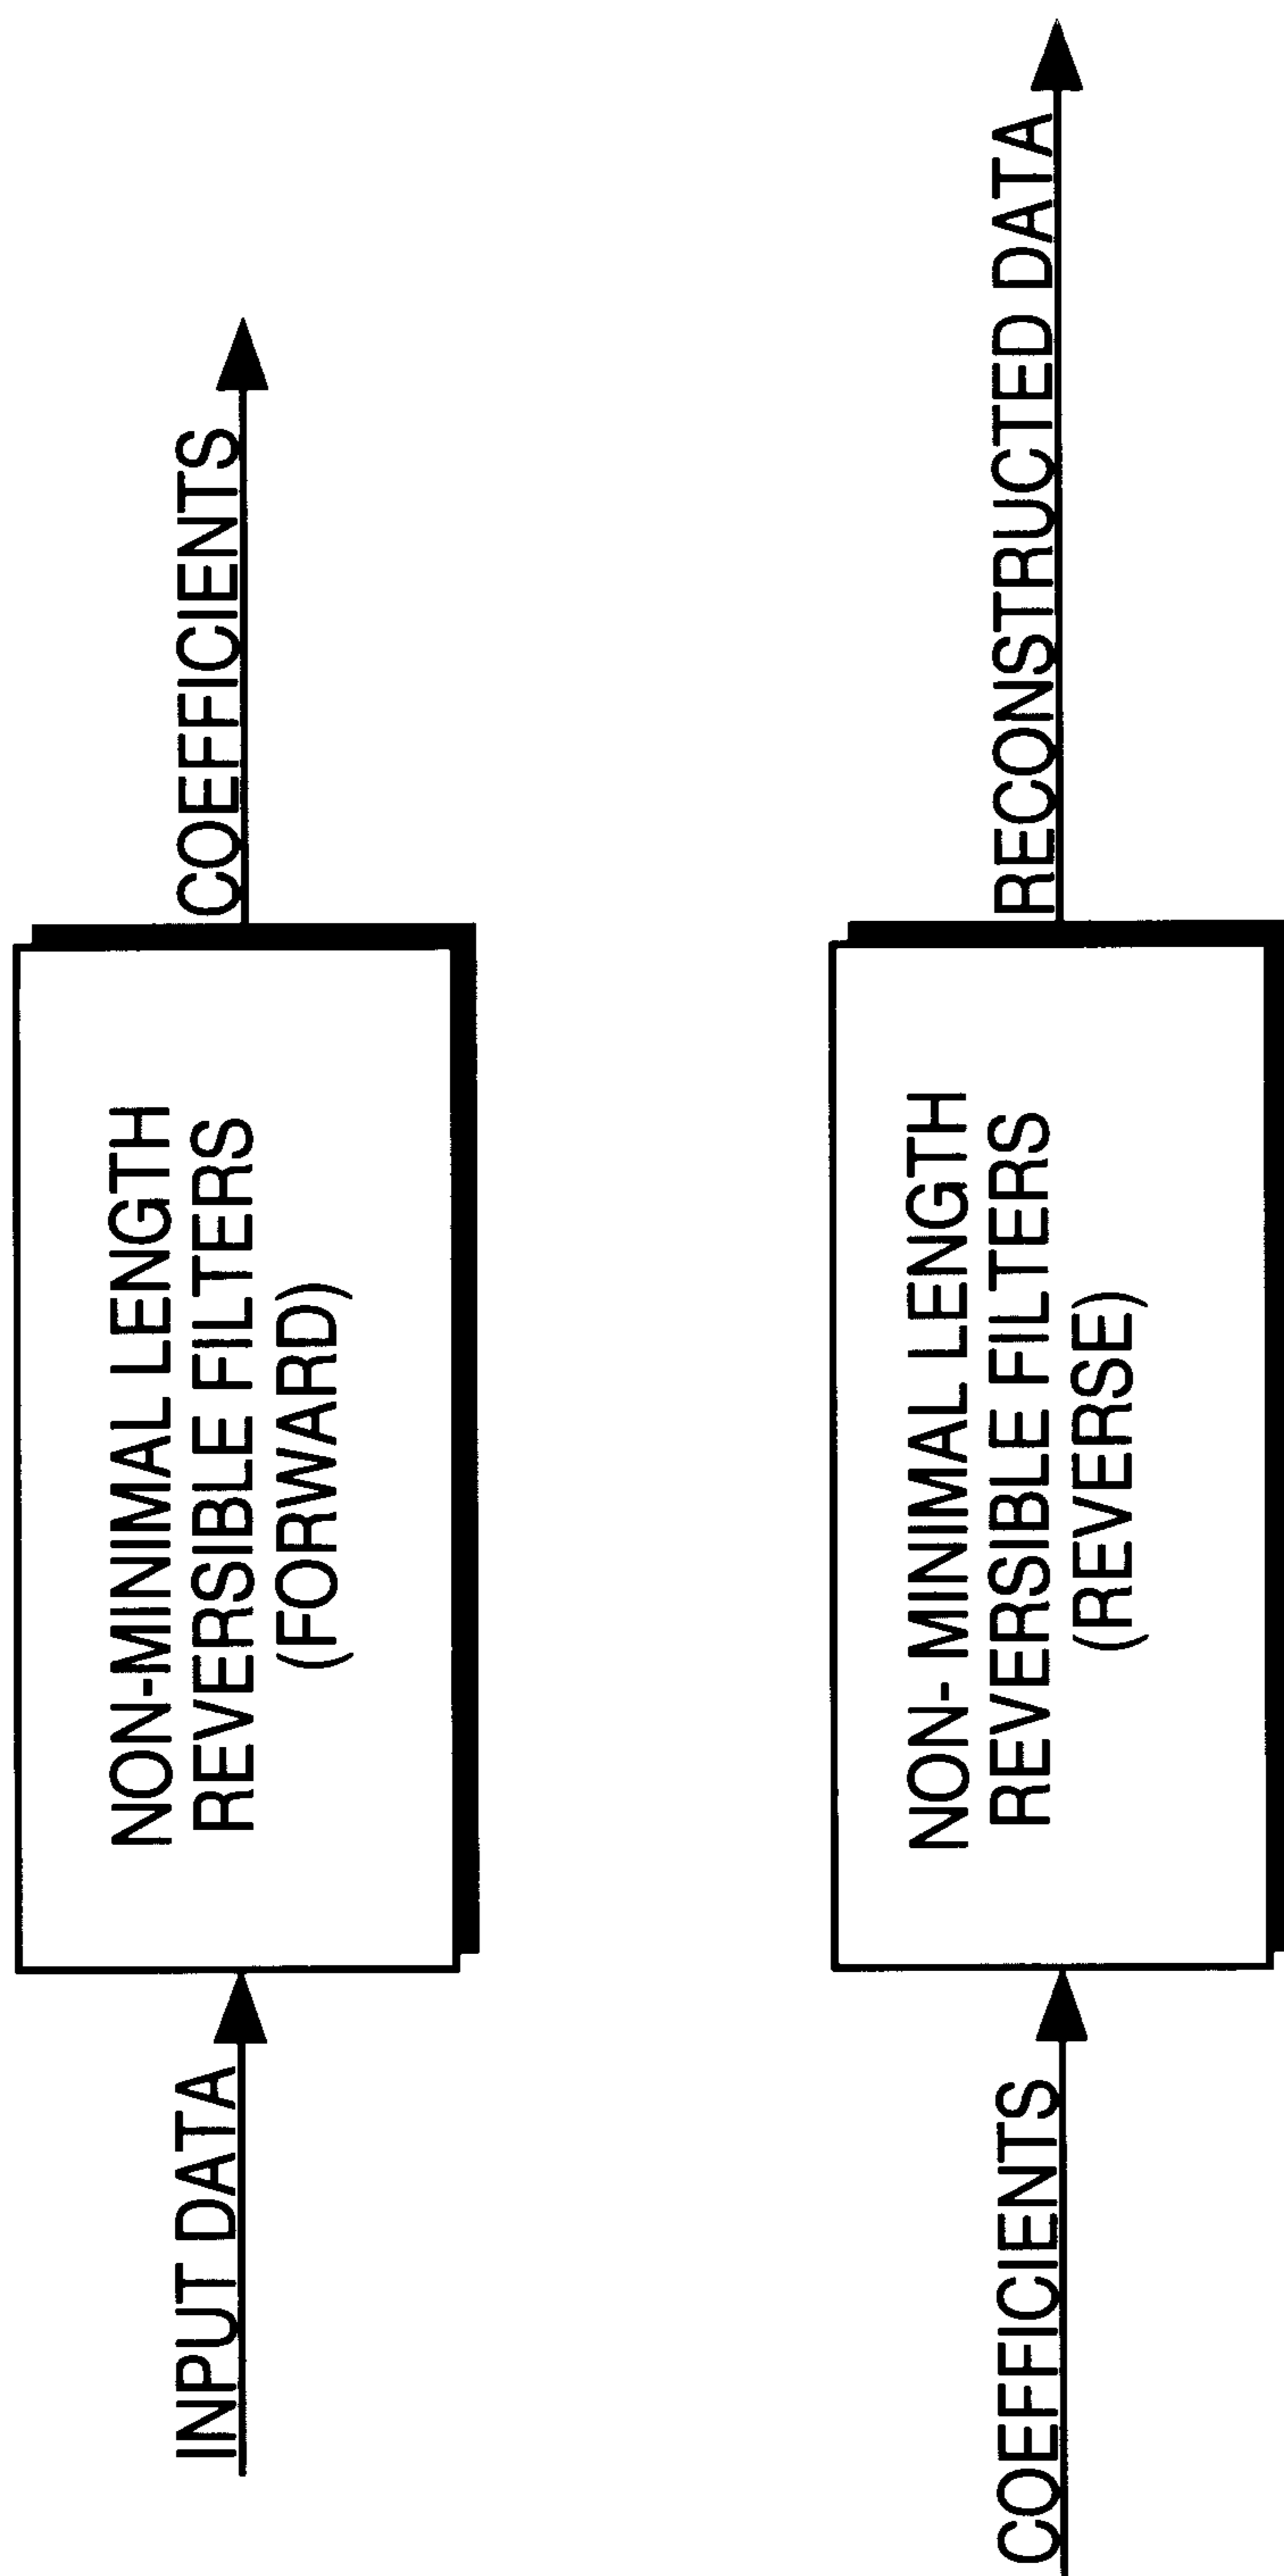 INPUT DATA
NON-MINIMAL LENGTH
REVERSIBLE FILTERS
(FORWARD)
COEFFICIENTS
COEFFICIENTS
NON- MINIMAL LENGTH
REVERSIBLE FILTERS
(REVERSE)
RECONSTRUCTED DATA